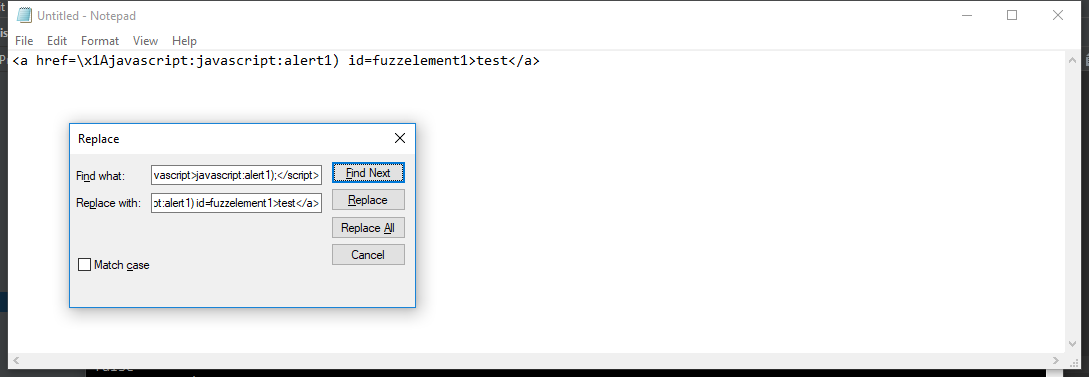 Untitled - Notepad
File Edit Format View Help
<a href=\x1Ajavascript:javascript:alert1) id=fuzzelement1>test</a>
Replace
Find what: vascript>javascript:alert1);</script> Find Next
Replace with: ot:alert1) id=fuzzelement1>test</a> Replace
Replace All
Cancel
Match case